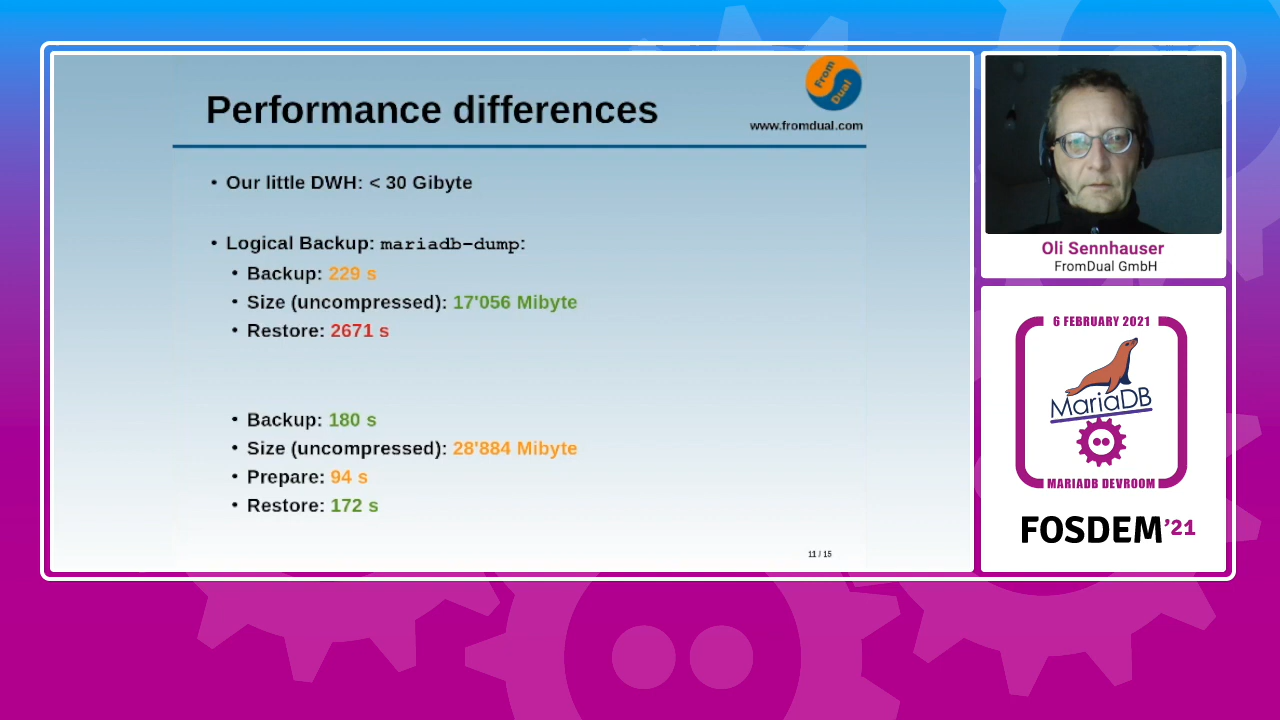 Performance differences
From
Dual
www.fromdual.com
• Our little DWH: < 30 Gibyte
• Logical Backup: mariadb-dump:
• Backup: 229 s
• Size (uncompressed): 17'056 Mibyte
• Restore: 2671 s
• Backup: 180 s
• Size (uncompressed): 28'884 Mibyte
• Prepare: 94 s
• Restore: 172 s
11 / 15
Oli Sennhauser
FromDual GmbH
6 FEBRUARY 2021
MariaDB
MARIADB DEVROOM
FOSDEM'21